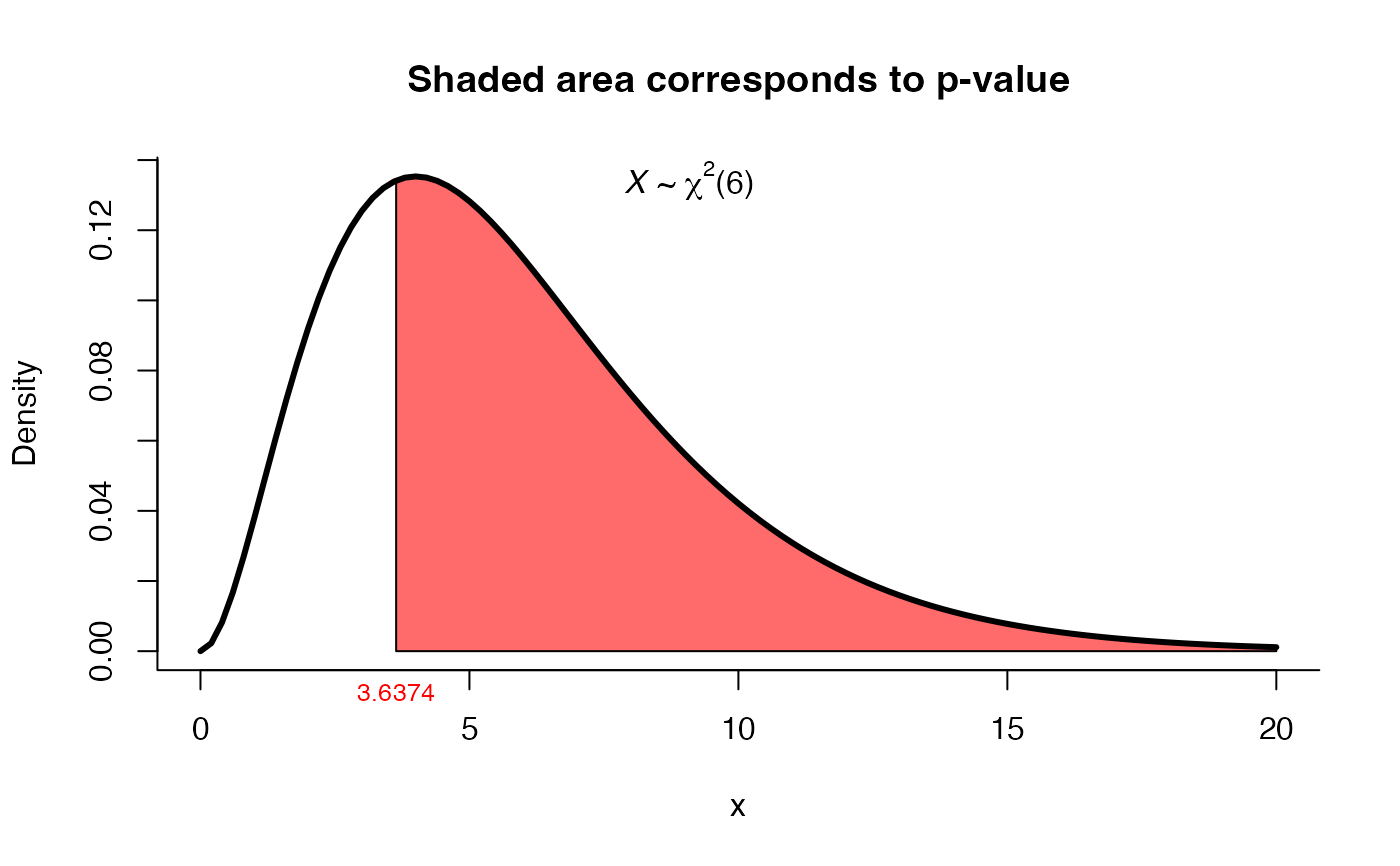 Shaded area corresponds to p-value
X ~ χ²(6)
Density
0.12
0.08
0.04
0.00
3.6374
0 5 10 15 20
x